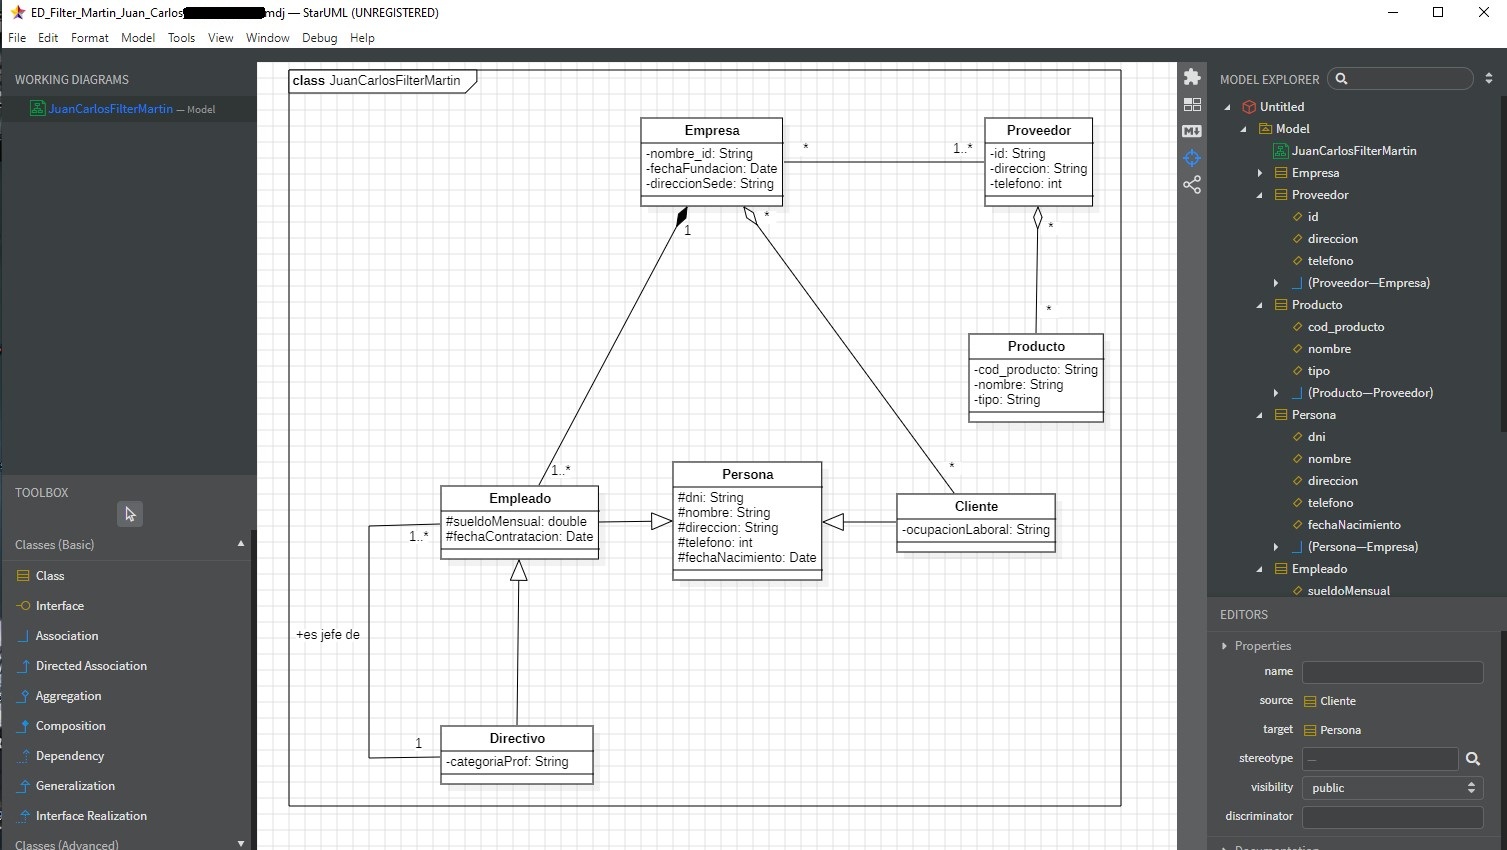 ED_Filter_Martin_Juan_Carlos mdj — StarUML (UNREGISTERED)
File Edit Format Model Tools View Window Debug Help
WORKING DIAGRAMS
JuanCarlosFilterMartin — Model
TOOLBOX
Classes (Basic)
Class
Interface
Association
Directed Association
Aggregation
Composition
Dependency
Generalization
Interface Realization
Classes (Advanced)
class JuanCarlosFilterMartin
Empresa
-nombre_id: String
-fechaFundacion: Date
-direccionSede: String
* 1..*
Proveedor
-id: String
-direccion: String
-telefono: int
1
*
*
*
Producto
-cod_producto: String
-nombre: String
-tipo: String
1..*
*
Empleado
#sueldoMensual: double
#fechaContratacion: Date
Persona
#dni: String
#nombre: String
#direccion: String
#telefono: int
#fechaNacimiento: Date
Cliente
-ocupacionLaboral: String
1..*
+es jefe de
1
Directivo
-categoriaProf: String
MODEL EXPLORER
Untitled
Model
JuanCarlosFilterMartin
Empresa
Proveedor
id
direccion
telefono
(Proveedor—Empresa)
Producto
cod_producto
nombre
tipo
(Producto—Proveedor)
Persona
dni
nombre
direccion
telefono
fechaNacimiento
(Persona—Empresa)
Empleado
sueldoMensual
EDITORS
Properties
name
source Cliente
target Persona
stereotype —
visibility public
discriminator
Documentation